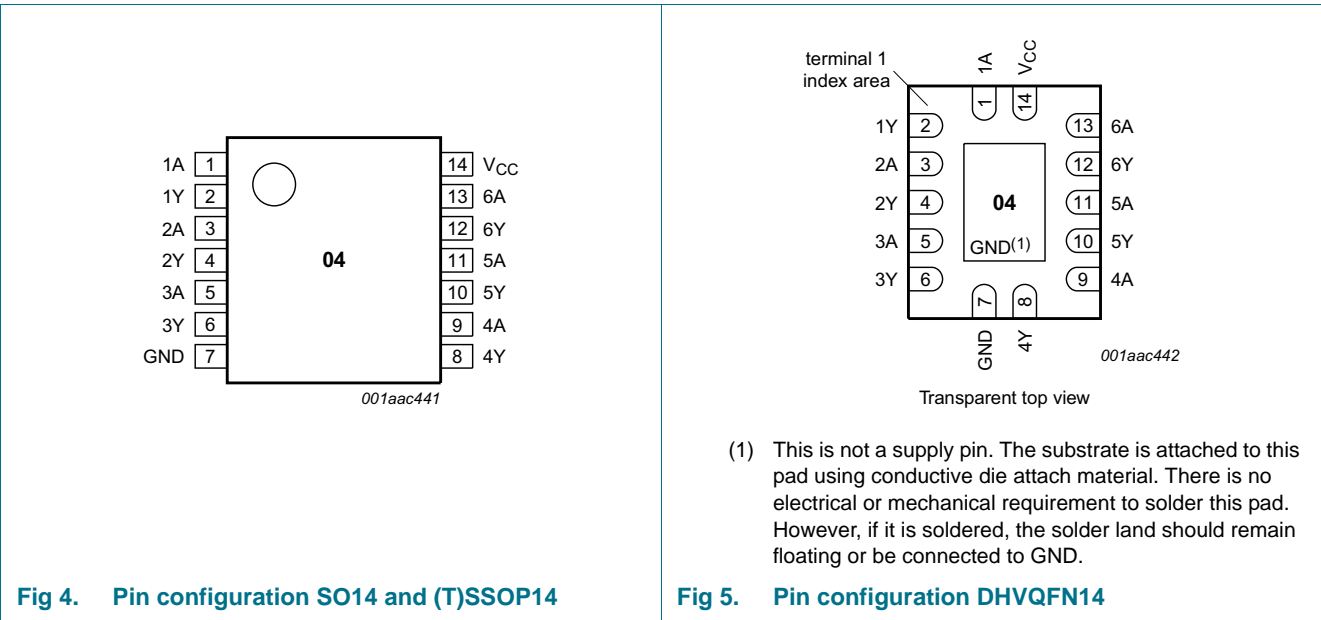 1A 1
1Y 2
2A 3
2Y 4
3A 5
3Y 6
GND 7
04
14 VCC
13 6A
12 6Y
11 5A
10 5Y
9 4A
8 4Y
001aac441
Fig 4. Pin configuration SO14 and (T)SSOP14
terminal 1
index area
1A
VCC
1
14
1Y 2
2A 3
2Y 4
3A 5
3Y 6
04
GND(1)
13 6A
12 6Y
11 5A
10 5Y
9 4A
7
8
GND
4Y
001aac442
Transparent top view
(1) This is not a supply pin. The substrate is attached to this
pad using conductive die attach material. There is no
electrical or mechanical requirement to solder this pad.
However, if it is soldered, the solder land should remain
floating or be connected to GND.
Fig 5. Pin configuration DHVQFN14